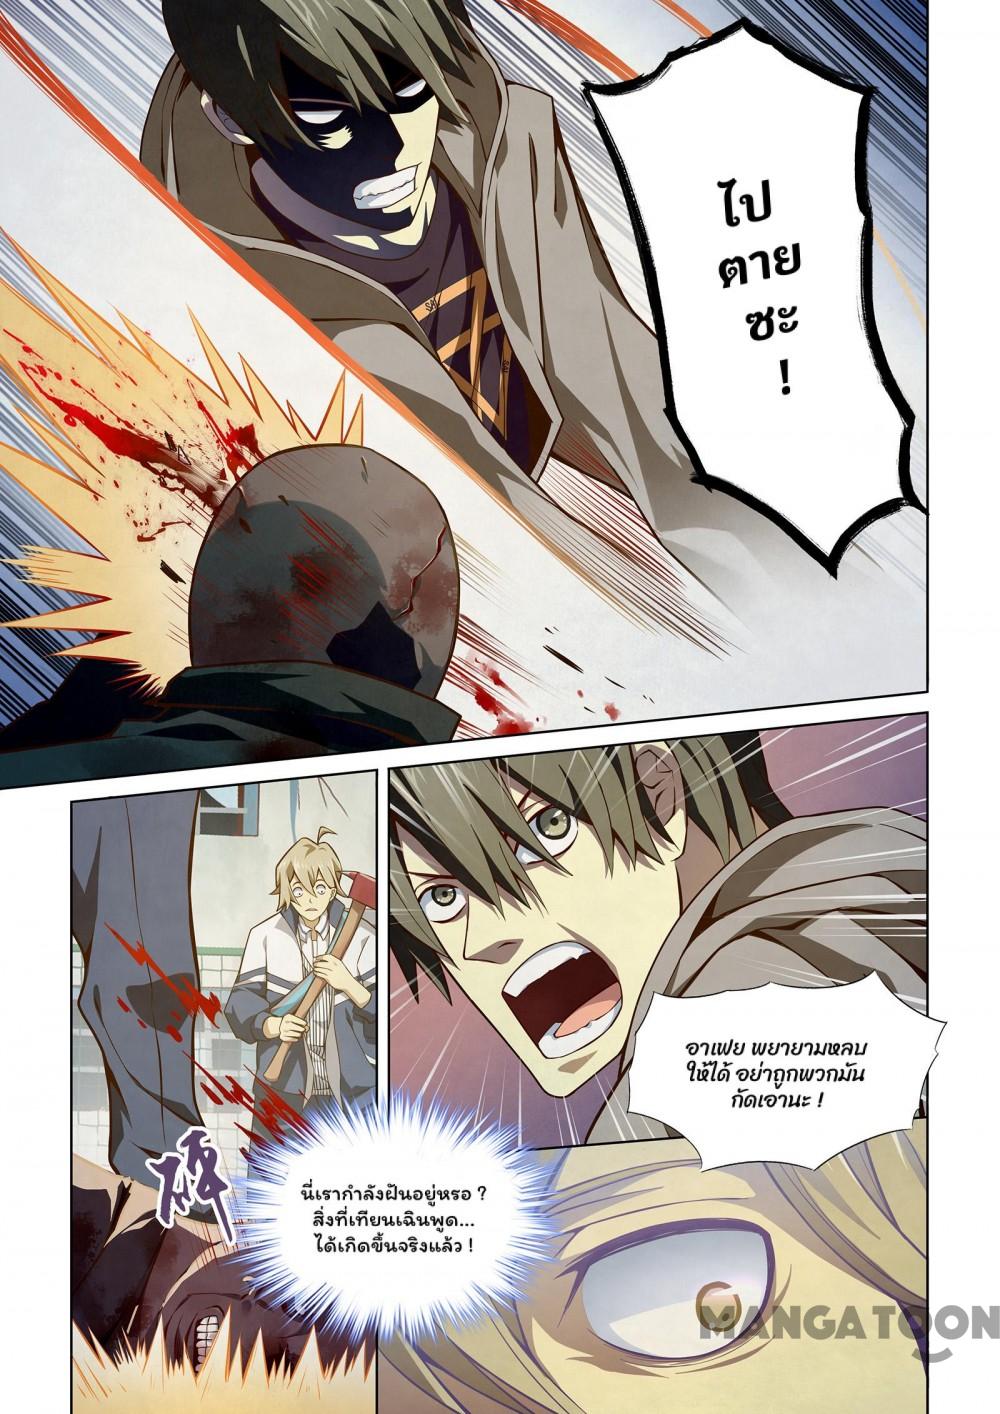 ไป
ตาย
ซะ
!
SAL
SAL
อาเฟย พยายามหลบ
ให้ได้ อย่าถูกพวกมัน
กัดเอานะ !
砰
นี่เรากำลังฝันอยู่หรอ ?
สิ่งที่เทียนเฉินพูด...
ได้เกิดขึ้นจริงแล้ว !
MANGATOON